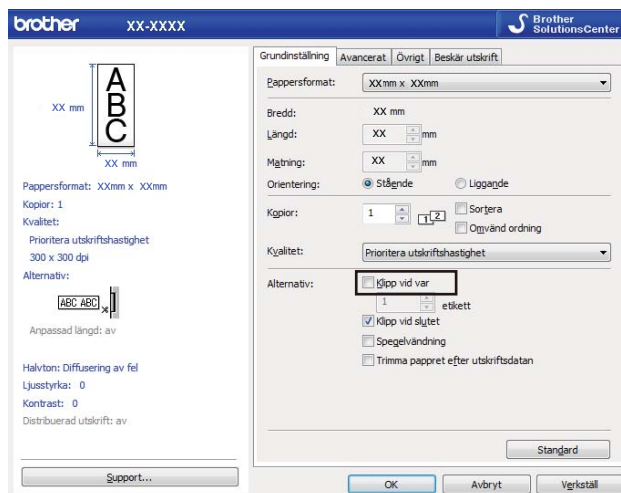 brother XX-XXXX
Brother
SolutionsCenter
A
B
C
XX mm
XX mm
Pappersformat: XXmm x XXmm
Kopior: 1
Kvalitet:
Prioritera utskriftshastighet
300 x 300 dpi
Alternativ:
ABC ABC
Anpassad längd: av
Halvton: Diffusering av fel
Ljusstyrka: 0
Kontrast: 0
Distribuerad utskrift: av
Support...
Grundinställning Avancerat Övrigt Beskär utskrift
Pappersformat: XXmm x XXmm
Bredd: XX mm
Längd: XX mm
Matning: XX mm
Orientering: Stående Liggande
Kopior: 1 1 2 Sortera
Omvänd ordning
Kvalitet: Prioritera utskriftshastighet
Alternativ: Klipp vid var
1 etikett
Klipp vid slutet
Spegelvändning
Trimma pappret efter utskriftsdatan
Standard
OK Avbryt Verkställ